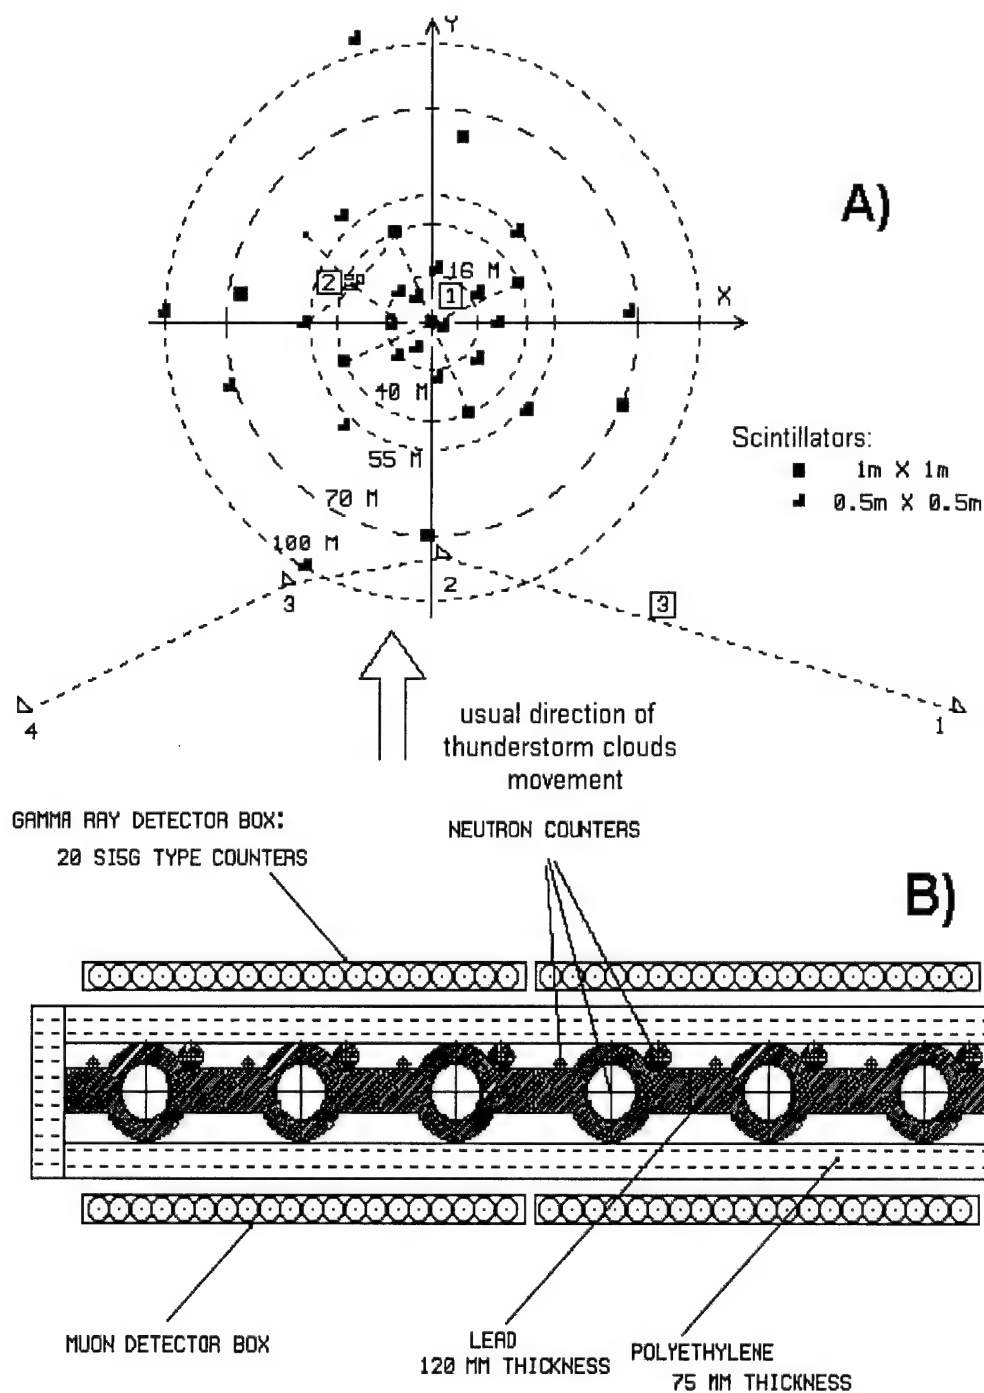 Y
A)
16 M
2
1
X
40 M
55 M
Scintillators:
1m X 1m
0.5m X 0.5m
70 M
100 M
2
3
3
4
1
usual direction of
thunderstorm clouds
movement
GAMMA RAY DETECTOR BOX:
20 SI5G TYPE COUNTERS
NEUTRON COUNTERS
B)
MUON DETECTOR BOX
LEAD
120 MM THICKNESS
POLYETHYLENE
75 MM THICKNESS